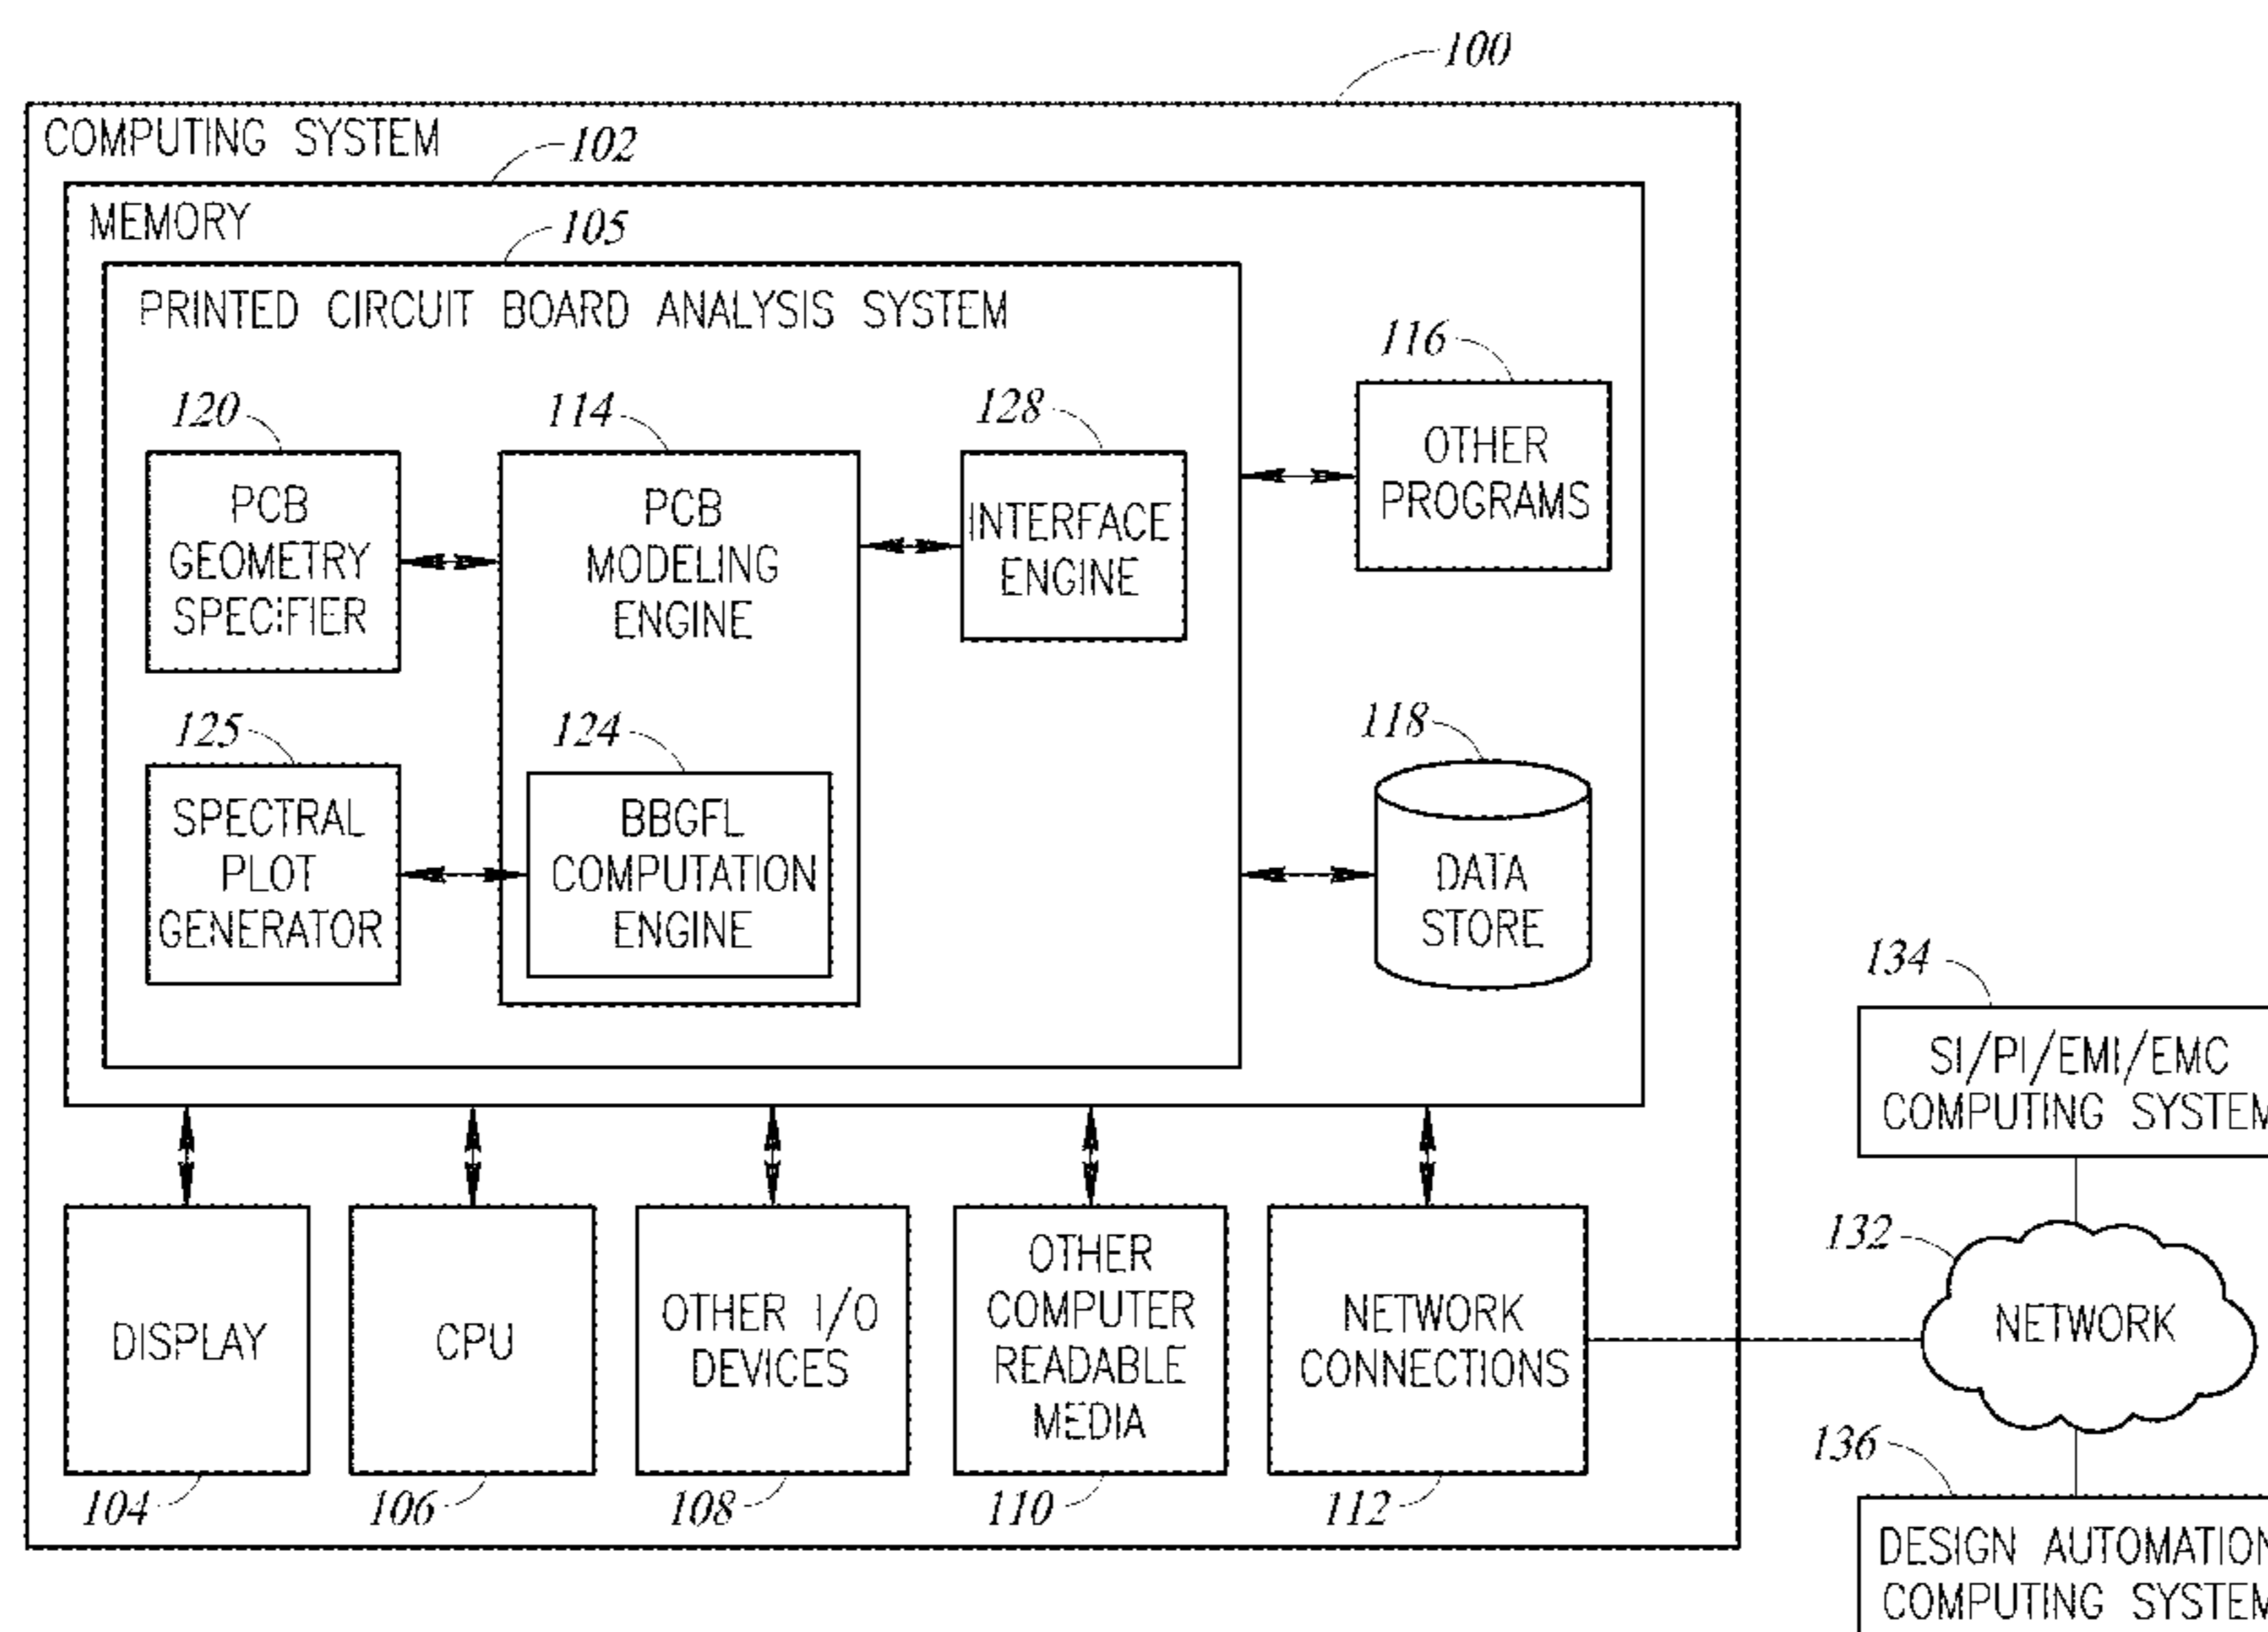 100
COMPUTING SYSTEM
102
MEMORY
105
PRINTED CIRCUIT BOARD ANALYSIS SYSTEM
116
OTHER
PROGRAMS
120
PCB
GEOMETRY
SPECIFIER
114
PCB
MODELING
ENGINE
128
INTERFACE
ENGINE
125
SPECTRAL
PLOT
GENERATOR
124
BBGFL
COMPUTATION
ENGINE
118
DATA
STORE
134
SI/PI/EMI/EMC
COMPUTING SYSTEM
132
NETWORK
136
DESIGN AUTOMATION
COMPUTING SYSTEM
DISPLAY
104
CPU
106
OTHER I/O
DEVICES
108
OTHER
COMPUTER
READABLE
MEDIA
110
NETWORK
CONNECTIONS
112